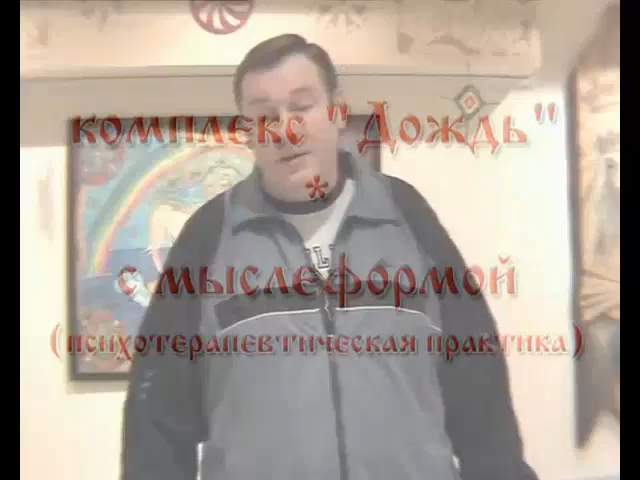 комплекс "Дождь"
*
с мыслеформой
(психотерапевтическая практика)